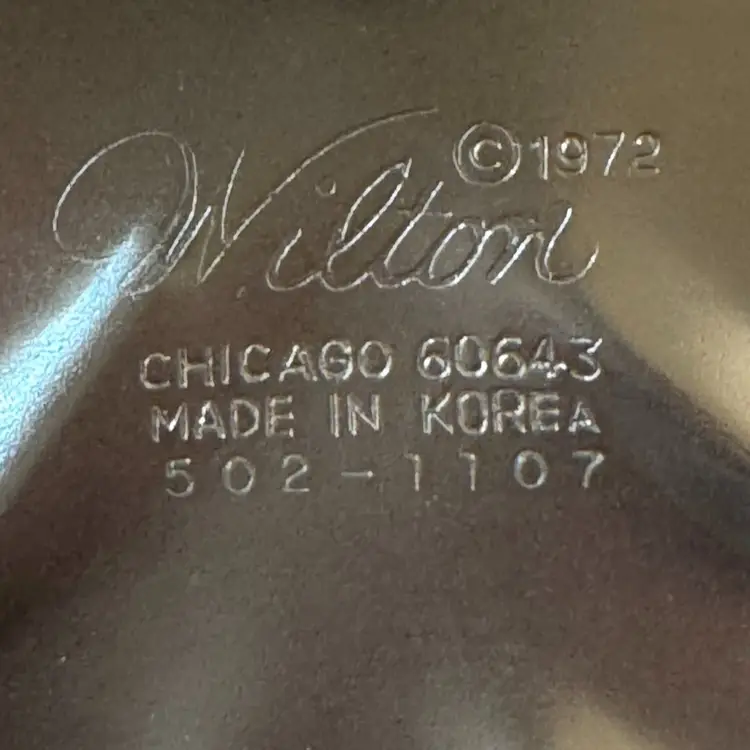 Wilton ©1972
CHICAGO 60643
MADE IN KOREA
502-1107